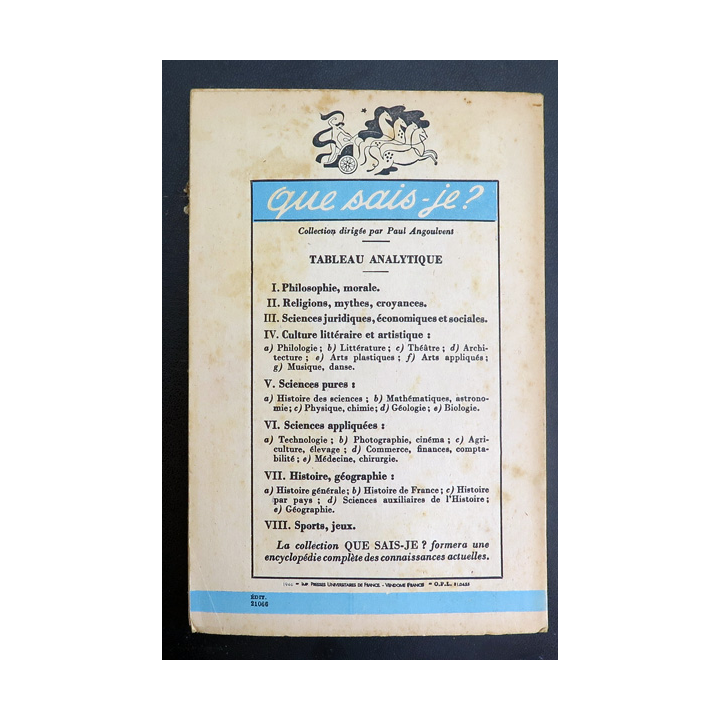 que sais-je?
Collection dirigée par Paul Angoulvent
TABLEAU ANALYTIQUE
I. Philosophie, morale.
II. Religions, mythes, croyances.
III. Sciences juridiques, économiques et sociales.
IV. Culture littéraire et artistique :
a) Philologie ; b) Littérature ; c) Théâtre ; d) Archi-
tecture ; e) Arts plastiques ; f) Arts appliqués ;
g) Musique, danse.
V. Sciences pures :
a) Histoire des sciences ; b) Mathématiques, astrono-
mie ; c) Physique, chimie ; d) Géologie ; e) Biologie.
VI. Sciences appliquées :
a) Technologie ; b) Photographie, cinéma ; c) Agri-
culture, élevage ; d) Commerce, finances, compta-
bilité ; e) Médecine, chirurgie.
VII. Histoire, géographie :
a) Histoire générale ; b) Histoire de France ; c) Histoire
par pays ; d) Sciences auxiliaires de l'Histoire ;
e) Géographie.
VIII. Sports, jeux.
La collection QUE SAIS-JE ? formera une
encyclopédie complète des connaissances actuelles.
— Imp. Presses Universitaires de France - Vendome (France) — O.P.L.
ÉDIT.
21066